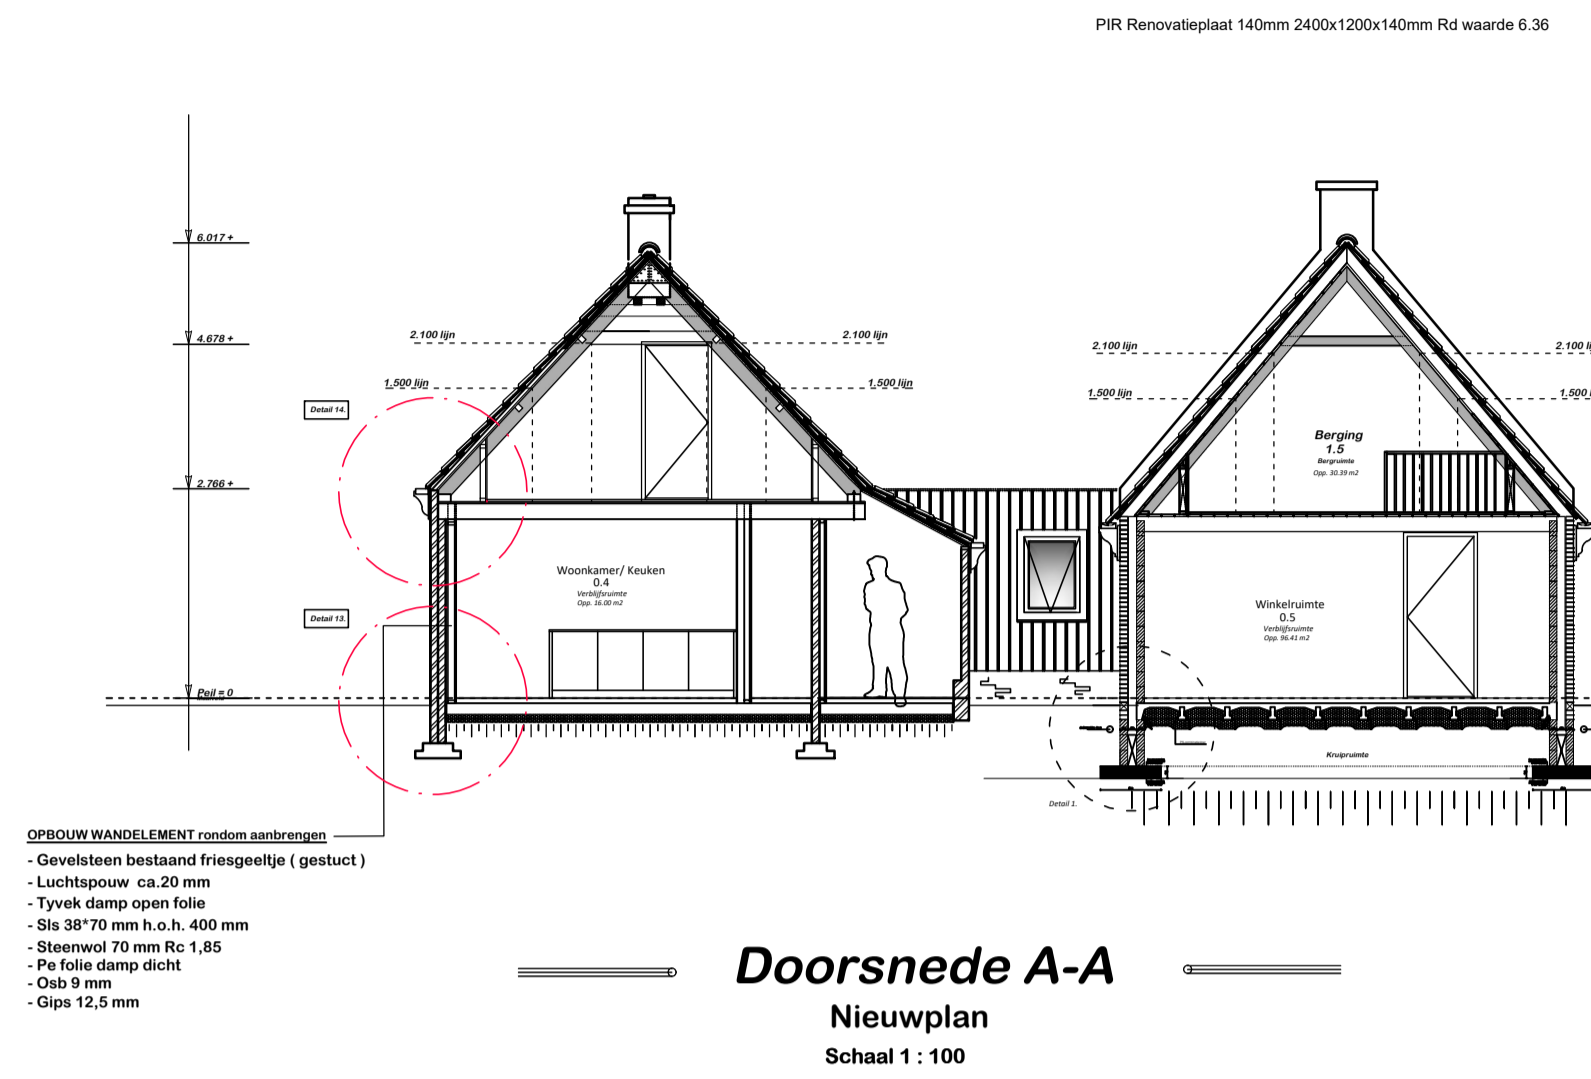 PIR Renovatieplaat 140mm 2400x1200x140mm Rd waarde 6.36
6.017 +
4.678 +
2.766 +
Peil = 0
2.100 lijn
2.100 lijn
1.500 lijn
1.500 lijn
Detail 14.
Detail 13.
Woonkamer/ Keuken
0.4
Verblijfsruimte
Opp. 16.00 m2
2.100 lijn
2.100 lij
1.500 lijn
1.500 l
Berging
1.5
Bergruimte
Opp. 30.39 m2
Winkelruimte
0.5
Verblijfsruimte
Opp. 96.41 m2
Kruipruimte
Detail 1.
OPBOUW WANDELEMENT rondom aanbrengen
- Gevelsteen bestaand friesgeeltje ( gestuct )
- Luchtspouw ca.20 mm
- Tyvek damp open folie
- Sls 38*70 mm h.o.h. 400 mm
- Steenwol 70 mm Rc 1,85
- Pe folie damp dicht
- Osb 9 mm
- Gips 12,5 mm
Doorsnede A-A
Nieuwplan
Schaal 1 : 100